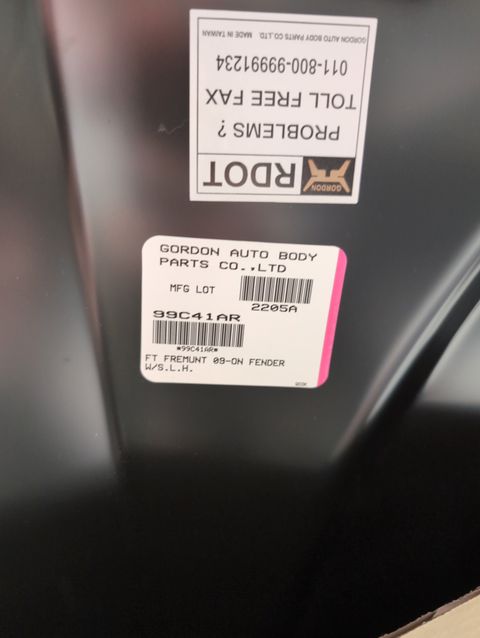 GORDON AUTO BODY PARTS CO.,LTD. MADE IN TAIWAN
011-800-99991234
TOLL FREE FAX
PROBLEMS ?
GORDON RDOT
GORDON AUTO BODY
PARTS CO.,LTD
MFG LOT
2205A
99C41AR
*99C41AR*
FT FREMUNT 09-ON FENDER
W/S.L.H.